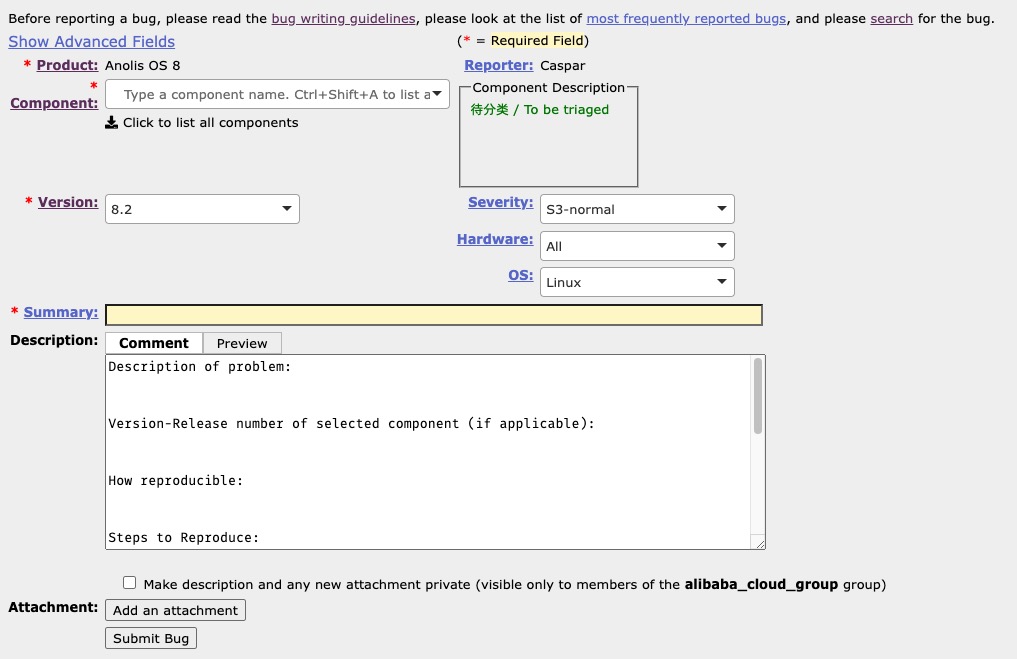 Before reporting a bug, please read the bug writing guidelines, please look at the list of most frequently reported bugs, and please search for the bug.
Show Advanced Fields
(* = Required Field)
* Product: Anolis OS 8
Reporter: Caspar
* Component: Type a component name. Ctrl+Shift+A to list a
Click to list all components
Component Description
待分类 / To be triaged
* Version: 8.2
Severity: S3-normal
Hardware: All
OS: Linux
* Summary:
Description: Comment Preview
Description of problem:
Version-Release number of selected component (if applicable):
How reproducible:
Steps to Reproduce:
Make description and any new attachment private (visible only to members of the alibaba_cloud_group group)
Attachment: Add an attachment
Submit Bug